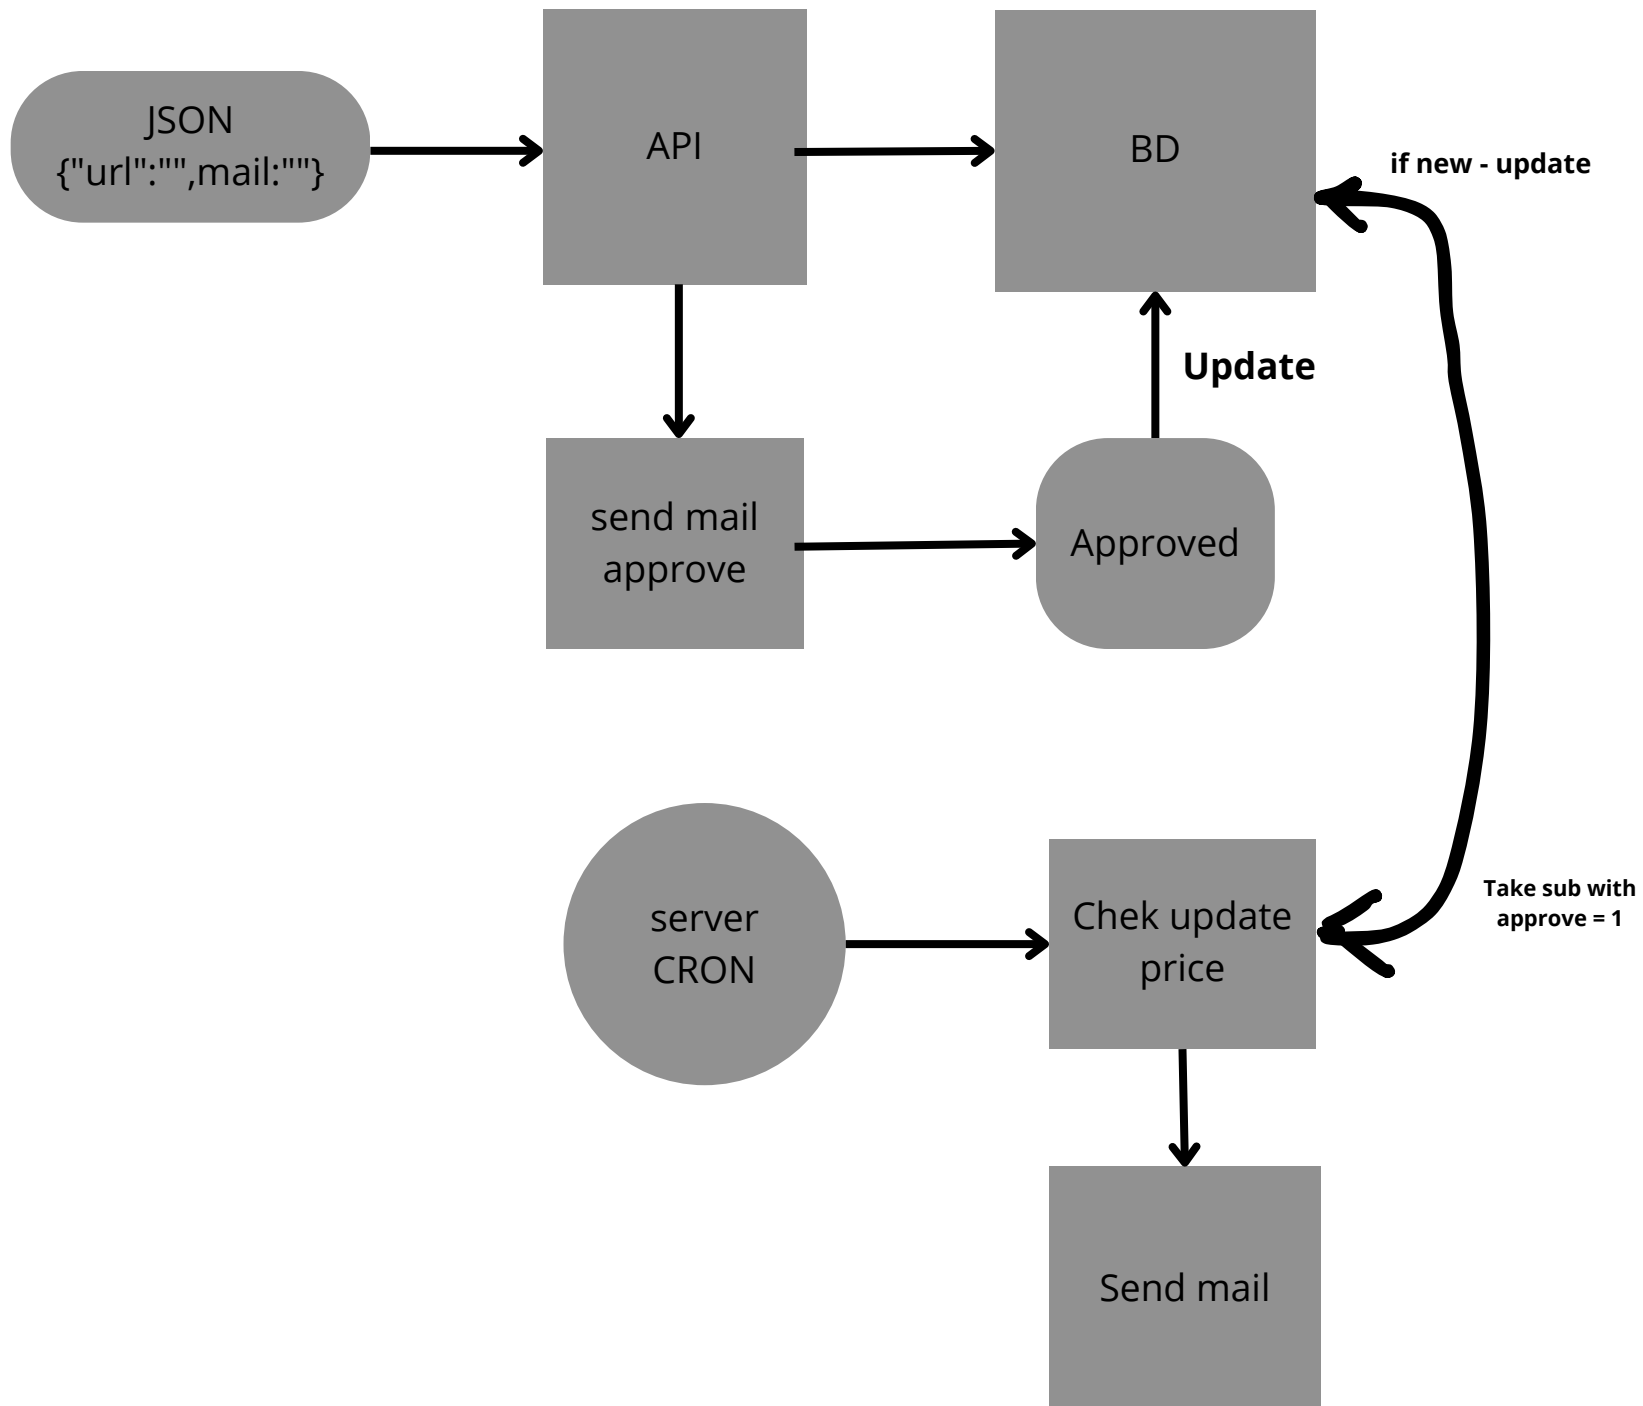 JSON
{"url":"",mail:""}
API
BD
if new - update
Update
send mail
approve
Approved
server
CRON
Chek update
price
Take sub with
approve = 1
Send mail